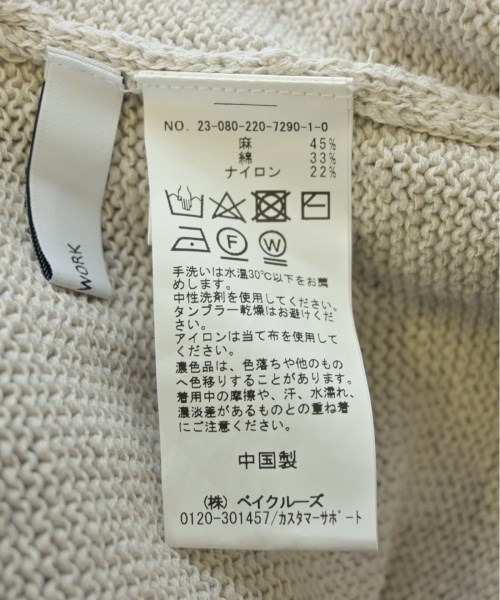 NO. 23-080-220-7290-1-0
麻 45%
綿 33%
ナイロン 22%
F W
手洗いは水温30℃以下をお薦
めします。
中性洗剤を使用してください。
タンブラー乾燥はお避けくだ
さい。
アイロンは当て布を使用して
ください。
濃色品は、色落ちや他のもの
へ色移りすることがあります。
着用中の摩擦や、汗、水濡れ、
濃淡差があるものとの重ね着
にご注意ください。
中国製
(株) ベイクルーズ
0120-301457/カスタマーサポート
WORK